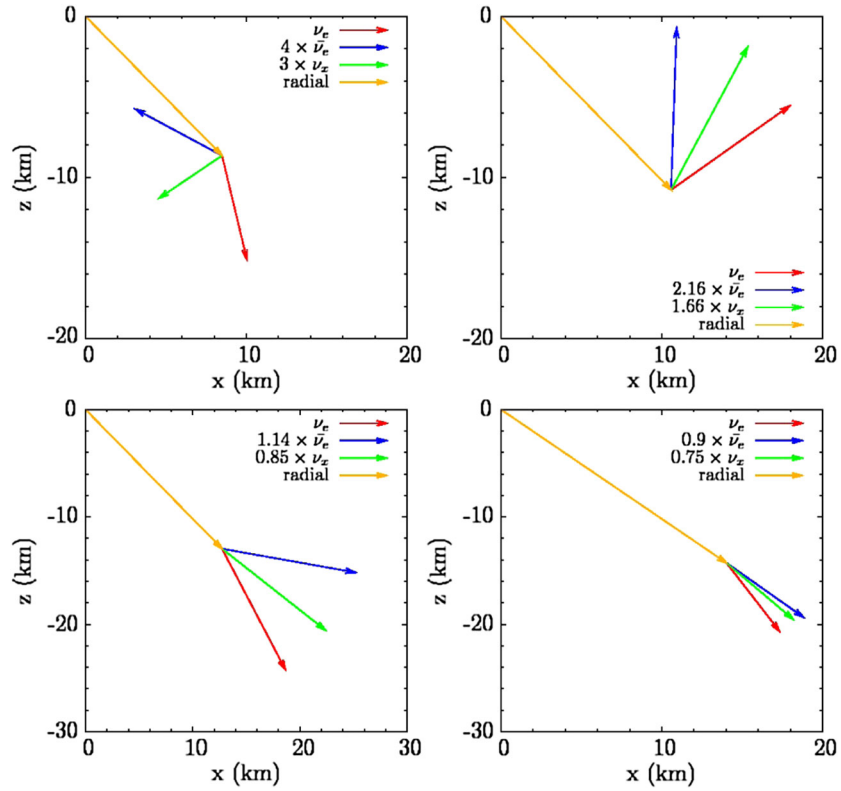 0
-10
-20
z (km)
0
10
20
x (km)
ν_e
4 × ν̄_e
3 × ν_x
radial
0
-10
-20
z (km)
0
10
20
x (km)
ν_e
2.16 × ν̄_e
1.66 × ν_x
radial
0
-10
-20
-30
z (km)
0
10
20
30
x (km)
ν_e
1.14 × ν̄_e
0.85 × ν_x
radial
0
-10
-20
-30
z (km)
0
10
20
x (km)
ν_e
0.9 × ν̄_e
0.75 × ν_x
radial